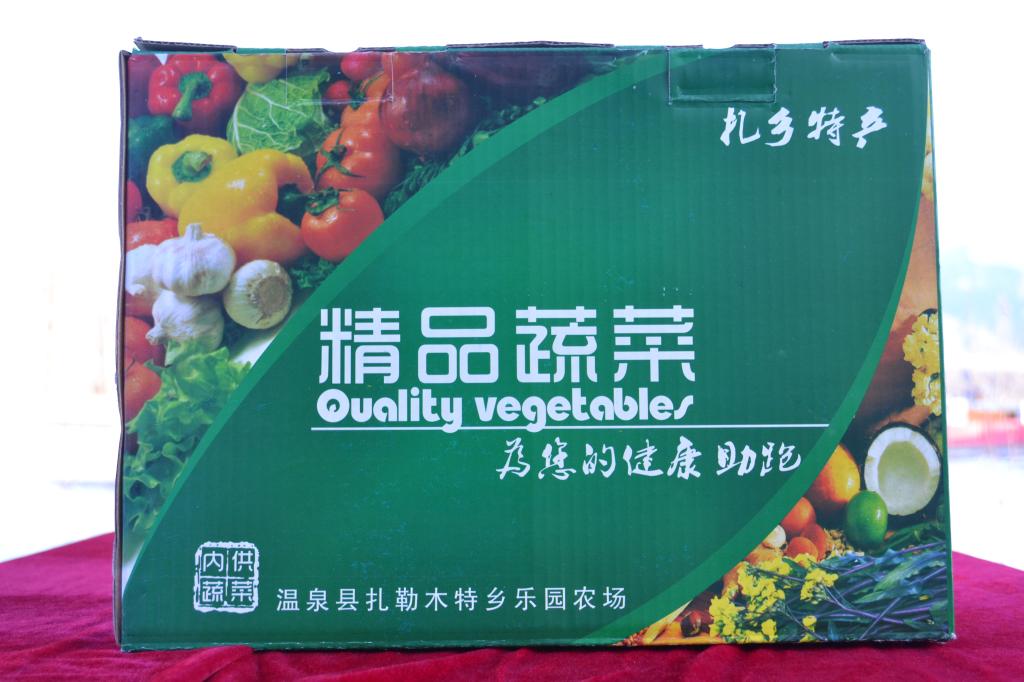 扎乡特产
精品蔬菜
Quality vegetables
为您的健康助跑
内供
蔬菜
温泉县扎勒木特乡乐园农场